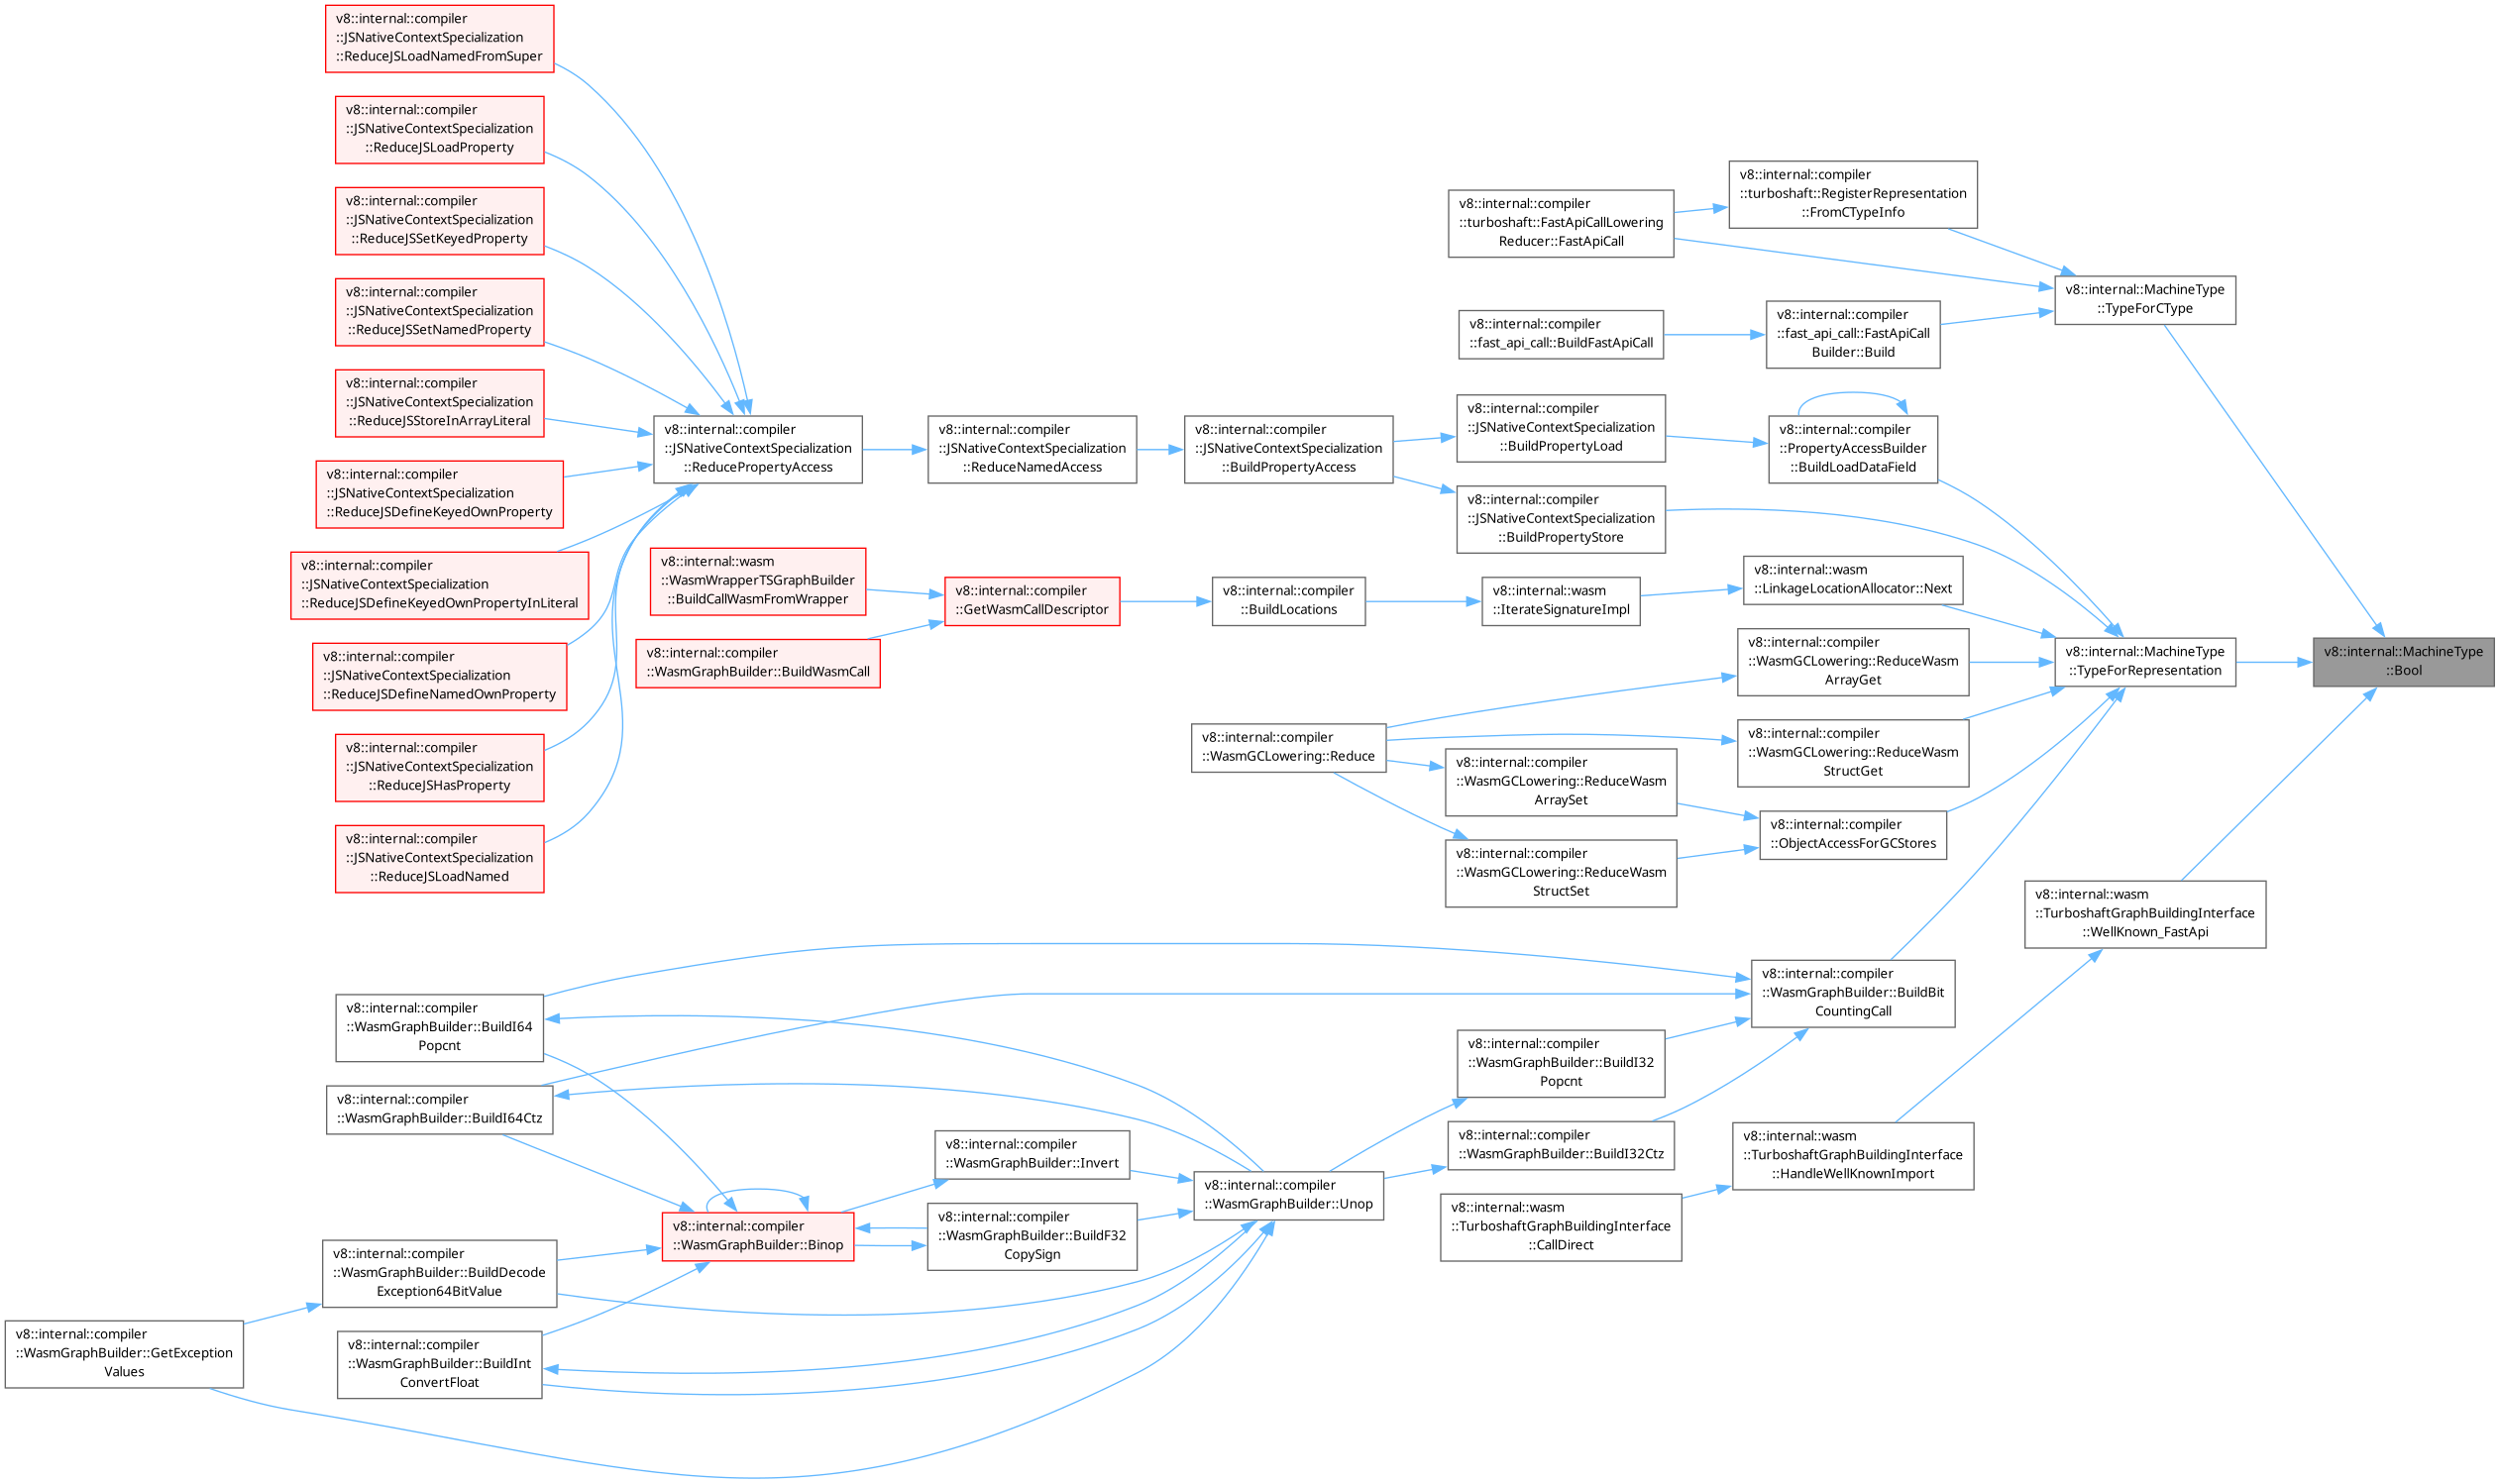 v8::internal::compiler
::JSNativeContextSpecialization
::ReduceJSLoadNamedFromSuper
v8::internal::compiler
::JSNativeContextSpecialization
::ReduceJSLoadProperty
v8::internal::compiler
::JSNativeContextSpecialization
::ReduceJSSetKeyedProperty
v8::internal::compiler
::JSNativeContextSpecialization
::ReduceJSSetNamedProperty
v8::internal::compiler
::JSNativeContextSpecialization
::ReduceJSStoreInArrayLiteral
v8::internal::compiler
::JSNativeContextSpecialization
::ReduceJSDefineKeyedOwnProperty
v8::internal::compiler
::JSNativeContextSpecialization
::ReduceJSDefineKeyedOwnPropertyInLiteral
v8::internal::compiler
::JSNativeContextSpecialization
::ReduceJSDefineNamedOwnProperty
v8::internal::compiler
::JSNativeContextSpecialization
::ReduceJSHasProperty
v8::internal::compiler
::JSNativeContextSpecialization
::ReduceJSLoadNamed
v8::internal::compiler
::WasmGraphBuilder::BuildI64
Popcnt
v8::internal::compiler
::WasmGraphBuilder::BuildI64Ctz
v8::internal::compiler
::WasmGraphBuilder::BuildDecode
Exception64BitValue
v8::internal::compiler
::WasmGraphBuilder::GetException
Values
v8::internal::compiler
::WasmGraphBuilder::BuildInt
ConvertFloat
v8::internal::compiler
::JSNativeContextSpecialization
::ReducePropertyAccess
v8::internal::wasm
::WasmWrapperTSGraphBuilder
::BuildCallWasmFromWrapper
v8::internal::compiler
::WasmGraphBuilder::BuildWasmCall
v8::internal::compiler
::WasmGraphBuilder::Binop
v8::internal::compiler
::JSNativeContextSpecialization
::ReduceNamedAccess
v8::internal::compiler
::GetWasmCallDescriptor
v8::internal::compiler
::WasmGraphBuilder::Invert
v8::internal::compiler
::WasmGraphBuilder::BuildF32
CopySign
v8::internal::compiler
::JSNativeContextSpecialization
::BuildPropertyAccess
v8::internal::compiler
::BuildLocations
v8::internal::compiler
::WasmGCLowering::Reduce
v8::internal::compiler
::WasmGraphBuilder::Unop
v8::internal::compiler
::turboshaft::FastApiCallLowering
Reducer::FastApiCall
v8::internal::compiler
::fast_api_call::BuildFastApiCall
v8::internal::compiler
::JSNativeContextSpecialization
::BuildPropertyLoad
v8::internal::compiler
::JSNativeContextSpecialization
::BuildPropertyStore
v8::internal::wasm
::IterateSignatureImpl
v8::internal::compiler
::WasmGCLowering::ReduceWasm
ArraySet
v8::internal::compiler
::WasmGCLowering::ReduceWasm
StructSet
v8::internal::compiler
::WasmGraphBuilder::BuildI32
Popcnt
v8::internal::compiler
::WasmGraphBuilder::BuildI32Ctz
v8::internal::wasm
::TurboshaftGraphBuildingInterface
::CallDirect
v8::internal::compiler
::turboshaft::RegisterRepresentation
::FromCTypeInfo
v8::internal::compiler
::fast_api_call::FastApiCall
Builder::Build
v8::internal::compiler
::PropertyAccessBuilder
::BuildLoadDataField
v8::internal::wasm
::LinkageLocationAllocator::Next
v8::internal::compiler
::WasmGCLowering::ReduceWasm
ArrayGet
v8::internal::compiler
::WasmGCLowering::ReduceWasm
StructGet
v8::internal::compiler
::ObjectAccessForGCStores
v8::internal::compiler
::WasmGraphBuilder::BuildBit
CountingCall
v8::internal::wasm
::TurboshaftGraphBuildingInterface
::HandleWellKnownImport
v8::internal::MachineType
::TypeForCType
v8::internal::MachineType
::TypeForRepresentation
v8::internal::wasm
::TurboshaftGraphBuildingInterface
::WellKnown_FastApi
v8::internal::MachineType
::Bool